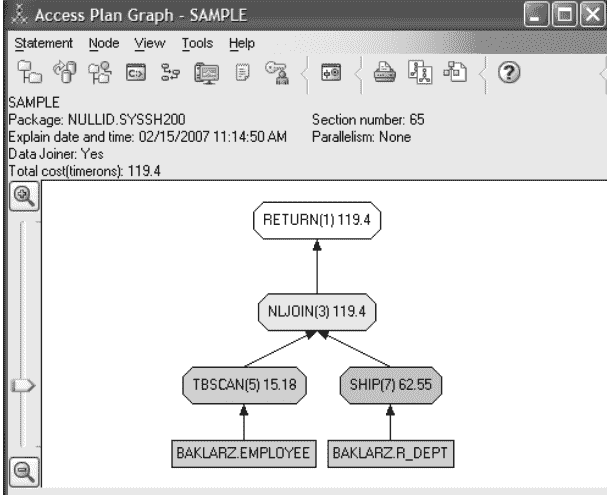 Access Plan Graph - SAMPLE
Statement Node View Tools Help
SAMPLE
Package: NULLID.SYSSH200 Section number: 65
Explain date and time: 02/15/2007 11:14:50 AM Parallelism: None
Data Joiner: Yes
Total cost(timerons): 119.4
RETURN(1) 119.4
NLJOIN(3) 119.4
TBSCAN(5) 15.18 SHIP(7) 62.55
BAKLARZ.EMPLOYEE BAKLARZ.R_DEPT